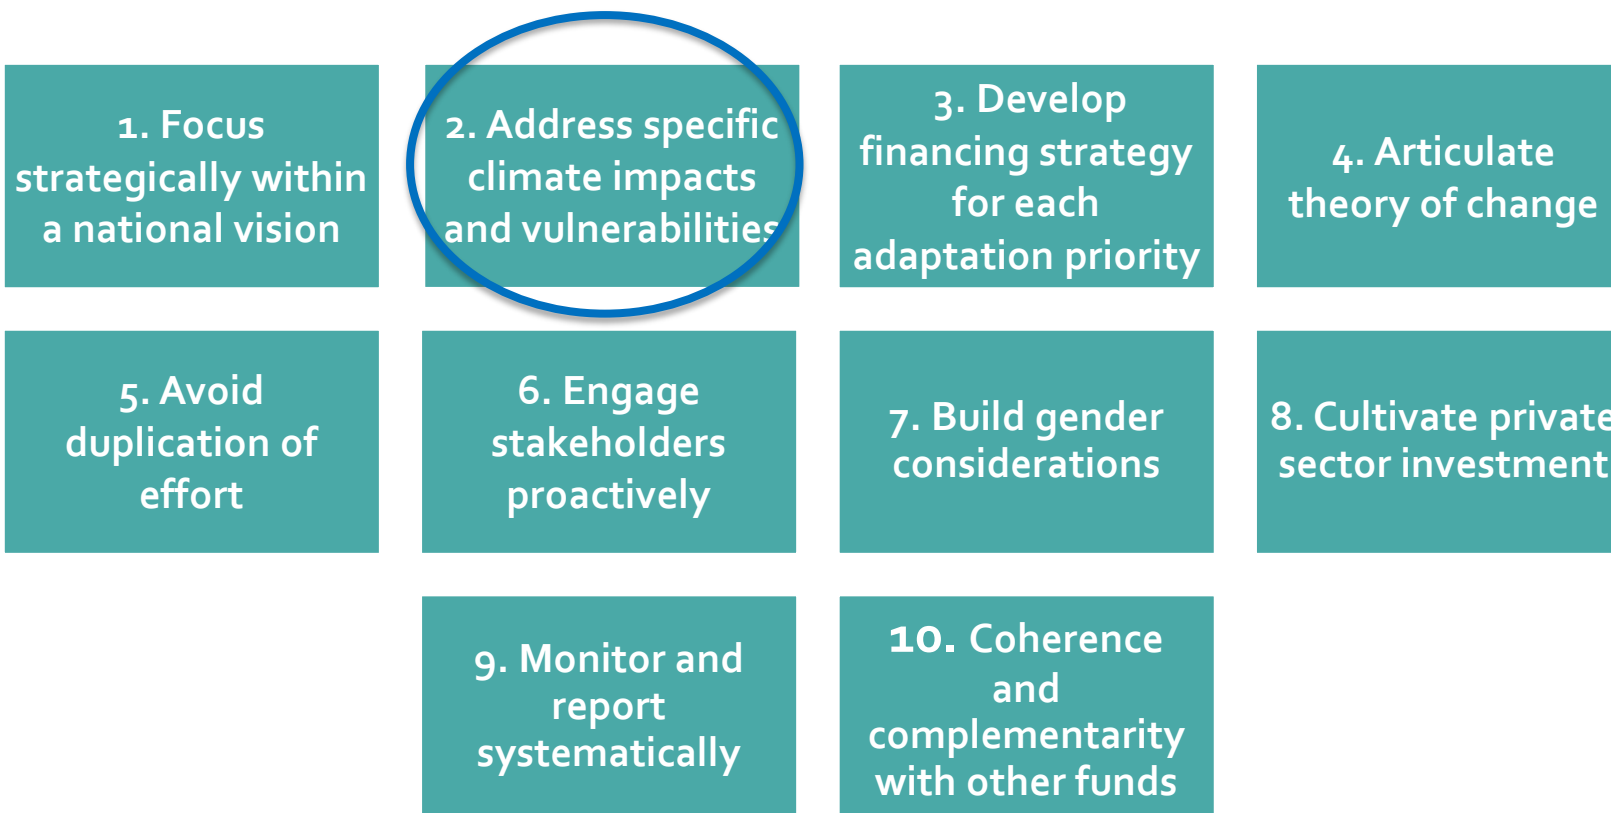 1. Focus
strategically within
a national vision
2. Address specific
climate impacts
and vulnerabilities
3. Develop
financing strategy
for each
adaptation priority
4. Articulate
theory of change
5. Avoid
duplication of
effort
6. Engage
stakeholders
proactively
7. Build gender
considerations
8. Cultivate private
sector investment
9. Monitor and
report
systematically
10. Coherence
and
complementarity
with other funds